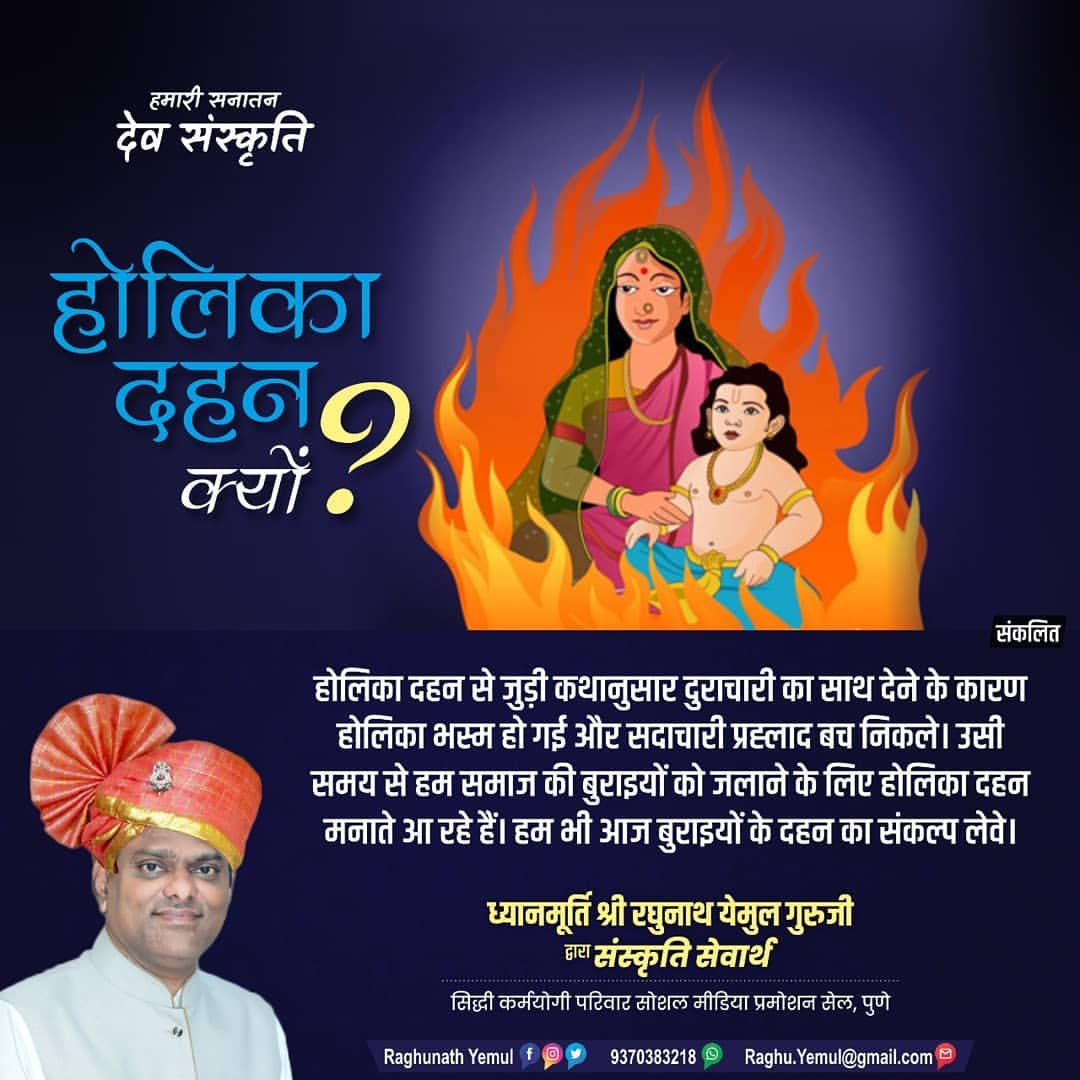 हमारी सनातन
देव संस्कृति
होलिका
दहन
क्यों?
संकलित
होलिका दहन से जुड़ी कथानुसार दुराचारी का साथ देने के कारण
होलिका भस्म हो गई और सदाचारी प्रह्लाद बच निकले। उसी
समय से हम समाज की बुराइयों को जलाने के लिए होलिका दहन
मनाते आ रहे हैं। हम भी आज बुराइयों के दहन का संकल्प लेवे।
ध्यानमूर्ति श्री रघुनाथ येमुल गुरुजी
द्वारा संस्कृति सेवार्थ
सिद्धी कर्मयोगी परिवार सोशल मीडिया प्रमोशन सेल, पुणे
Raghunath Yemul 9370383218 Raghu.Yemul@gmail.com